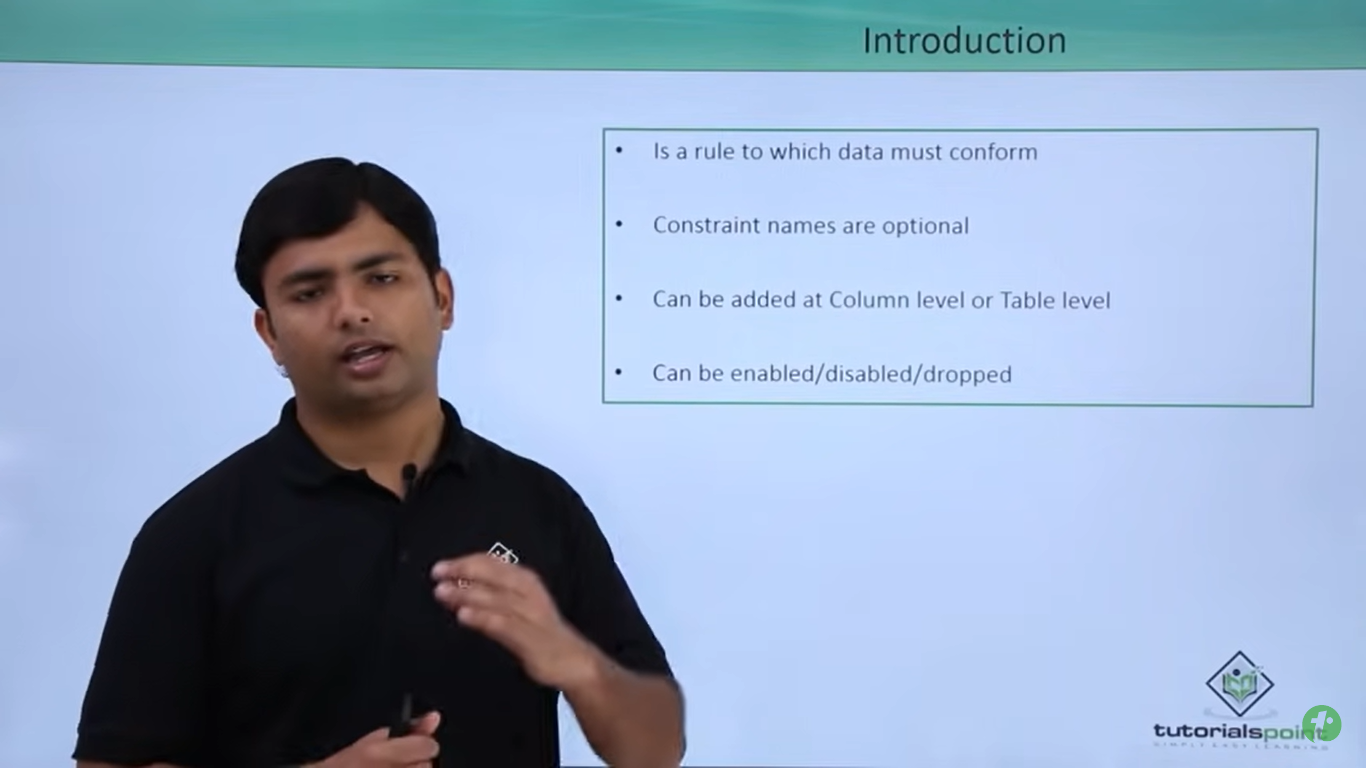 Introduction
• Is a rule to which data must conform
• Constraint names are optional
• Can be added at Column level or Table level
• Can be enabled/disabled/dropped
tutorialspoint
SIMPLY EASY LEARNING